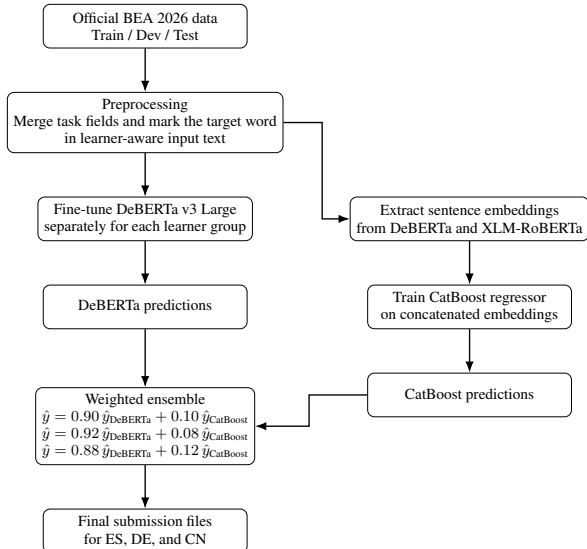 Official BEA 2026 data
Train / Dev / Test
Preprocessing
Merge task fields and mark the target word
in learner-aware input text
Fine-tune DeBERTa v3 Large
separately for each learner group
Extract sentence embeddings
from DeBERTa and XLM-RoBERTa
DeBERTa predictions
Train CatBoost regressor
on concatenated embeddings
CatBoost predictions
Weighted ensemble
ŷ = 0.90 ŷDeBERTa + 0.10 ŷCatBoost
ŷ = 0.92 ŷDeBERTa + 0.08 ŷCatBoost
ŷ = 0.88 ŷDeBERTa + 0.12 ŷCatBoost
Final submission files
for ES, DE, and CN